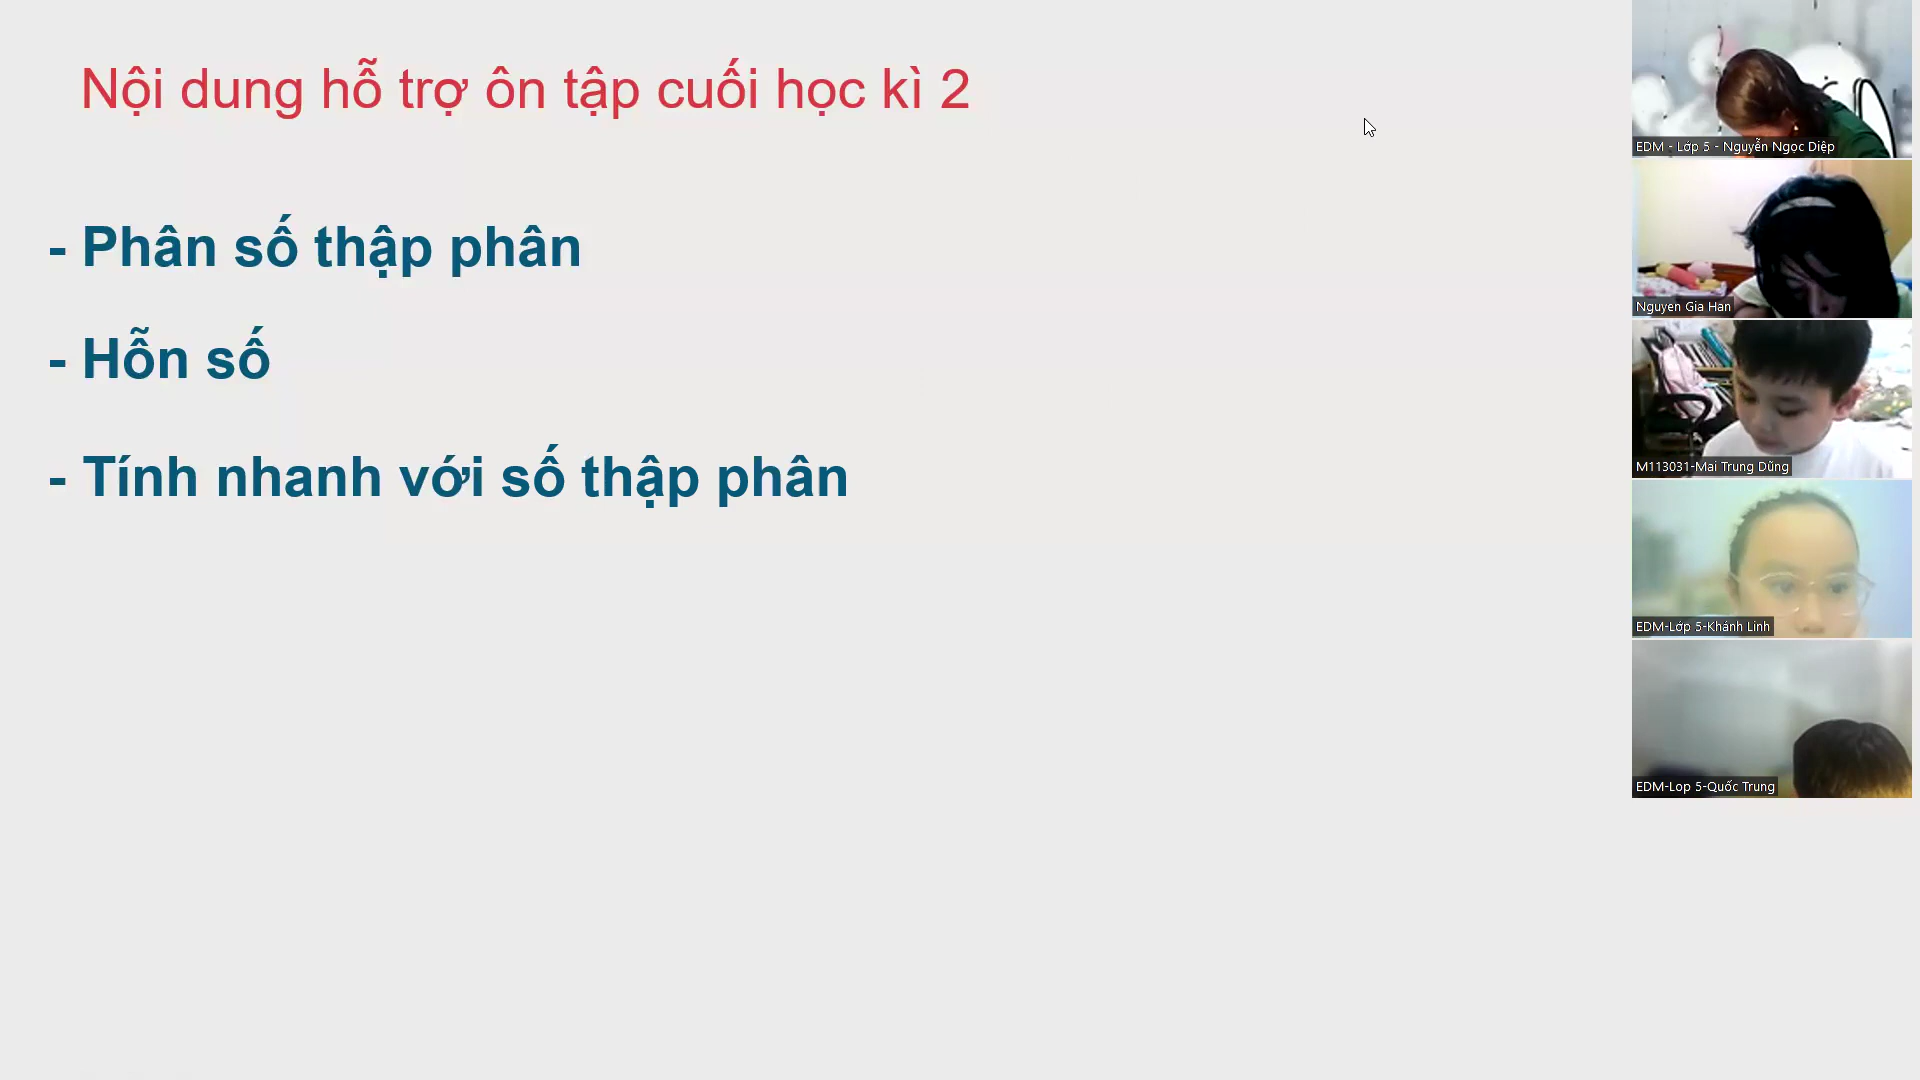 Nội dung hỗ trợ ôn tập cuối học kì 2
- Phân số thập phân
- Hỗn số
- Tính nhanh với số thập phân
EDM - Lớp 5 - Nguyễn Ngọc Diệp
Nguyen Gia Han
M113031-Mai Trung Dũng
EDM-Lớp 5-Khánh Linh
EDM-Lop 5-Quốc Trung